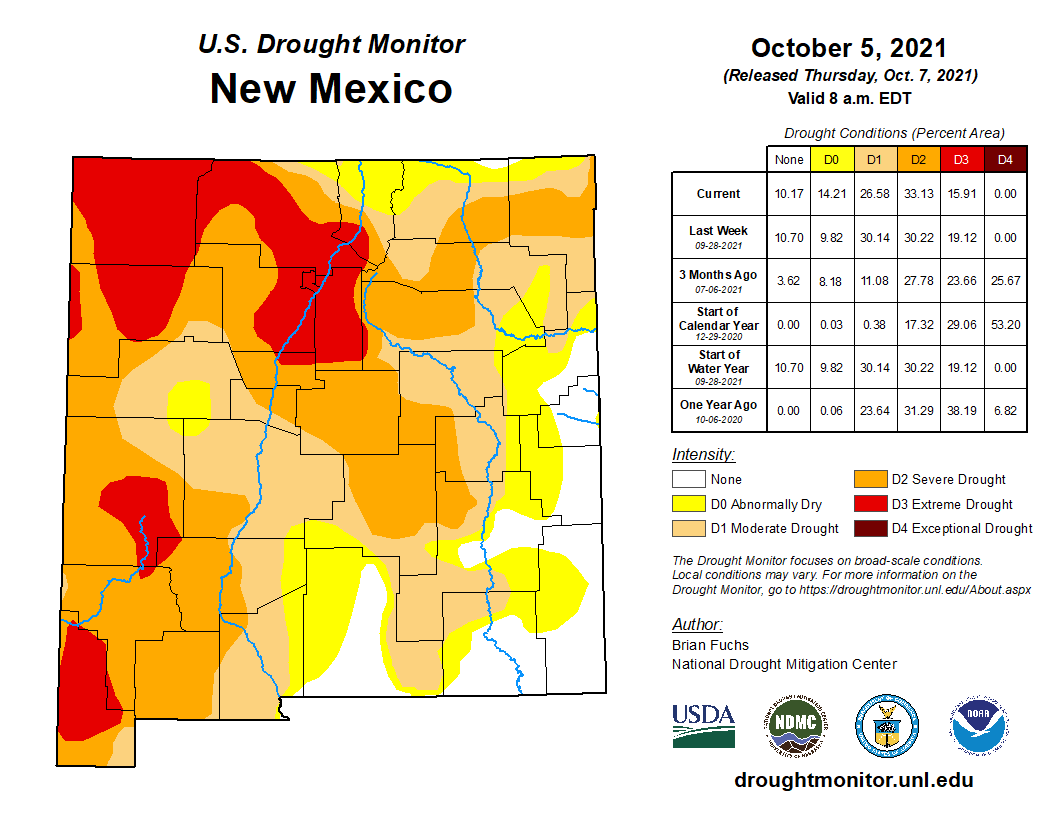 U.S. Drought Monitor
New Mexico
October 5, 2021
(Released Thursday, Oct. 7, 2021)
Valid 8 a.m. EDT
Drought Conditions (Percent Area)
None D0 D1 D2 D3 D4
Current 10.17 14.21 26.58 33.13 15.91 0.00
Last Week
09-28-2021 10.70 9.82 30.14 30.22 19.12 0.00
3 Months Ago
07-06-2021 3.62 8.18 11.08 27.78 23.66 25.67
Start of
Calendar Year
12-29-2020 0.00 0.03 0.38 17.32 29.06 53.20
Start of
Water Year
09-28-2021 10.70 9.82 30.14 30.22 19.12 0.00
One Year Ago
10-06-2020 0.00 0.06 23.64 31.29 38.19 6.82
Intensity:
None
D0 Abnormally Dry
D1 Moderate Drought
D2 Severe Drought
D3 Extreme Drought
D4 Exceptional Drought
The Drought Monitor focuses on broad-scale conditions.
Local conditions may vary. For more information on the
Drought Monitor, go to https://droughtmonitor.unl.edu/About.aspx
Author:
Brian Fuchs
National Drought Mitigation Center
USDA
NDMC
NOAA
droughtmonitor.unl.edu